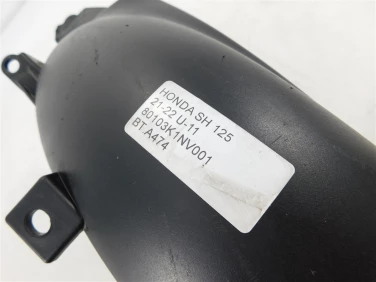 HONDA SH 125
21-22 U-11
80103K1NV001
BT.A474